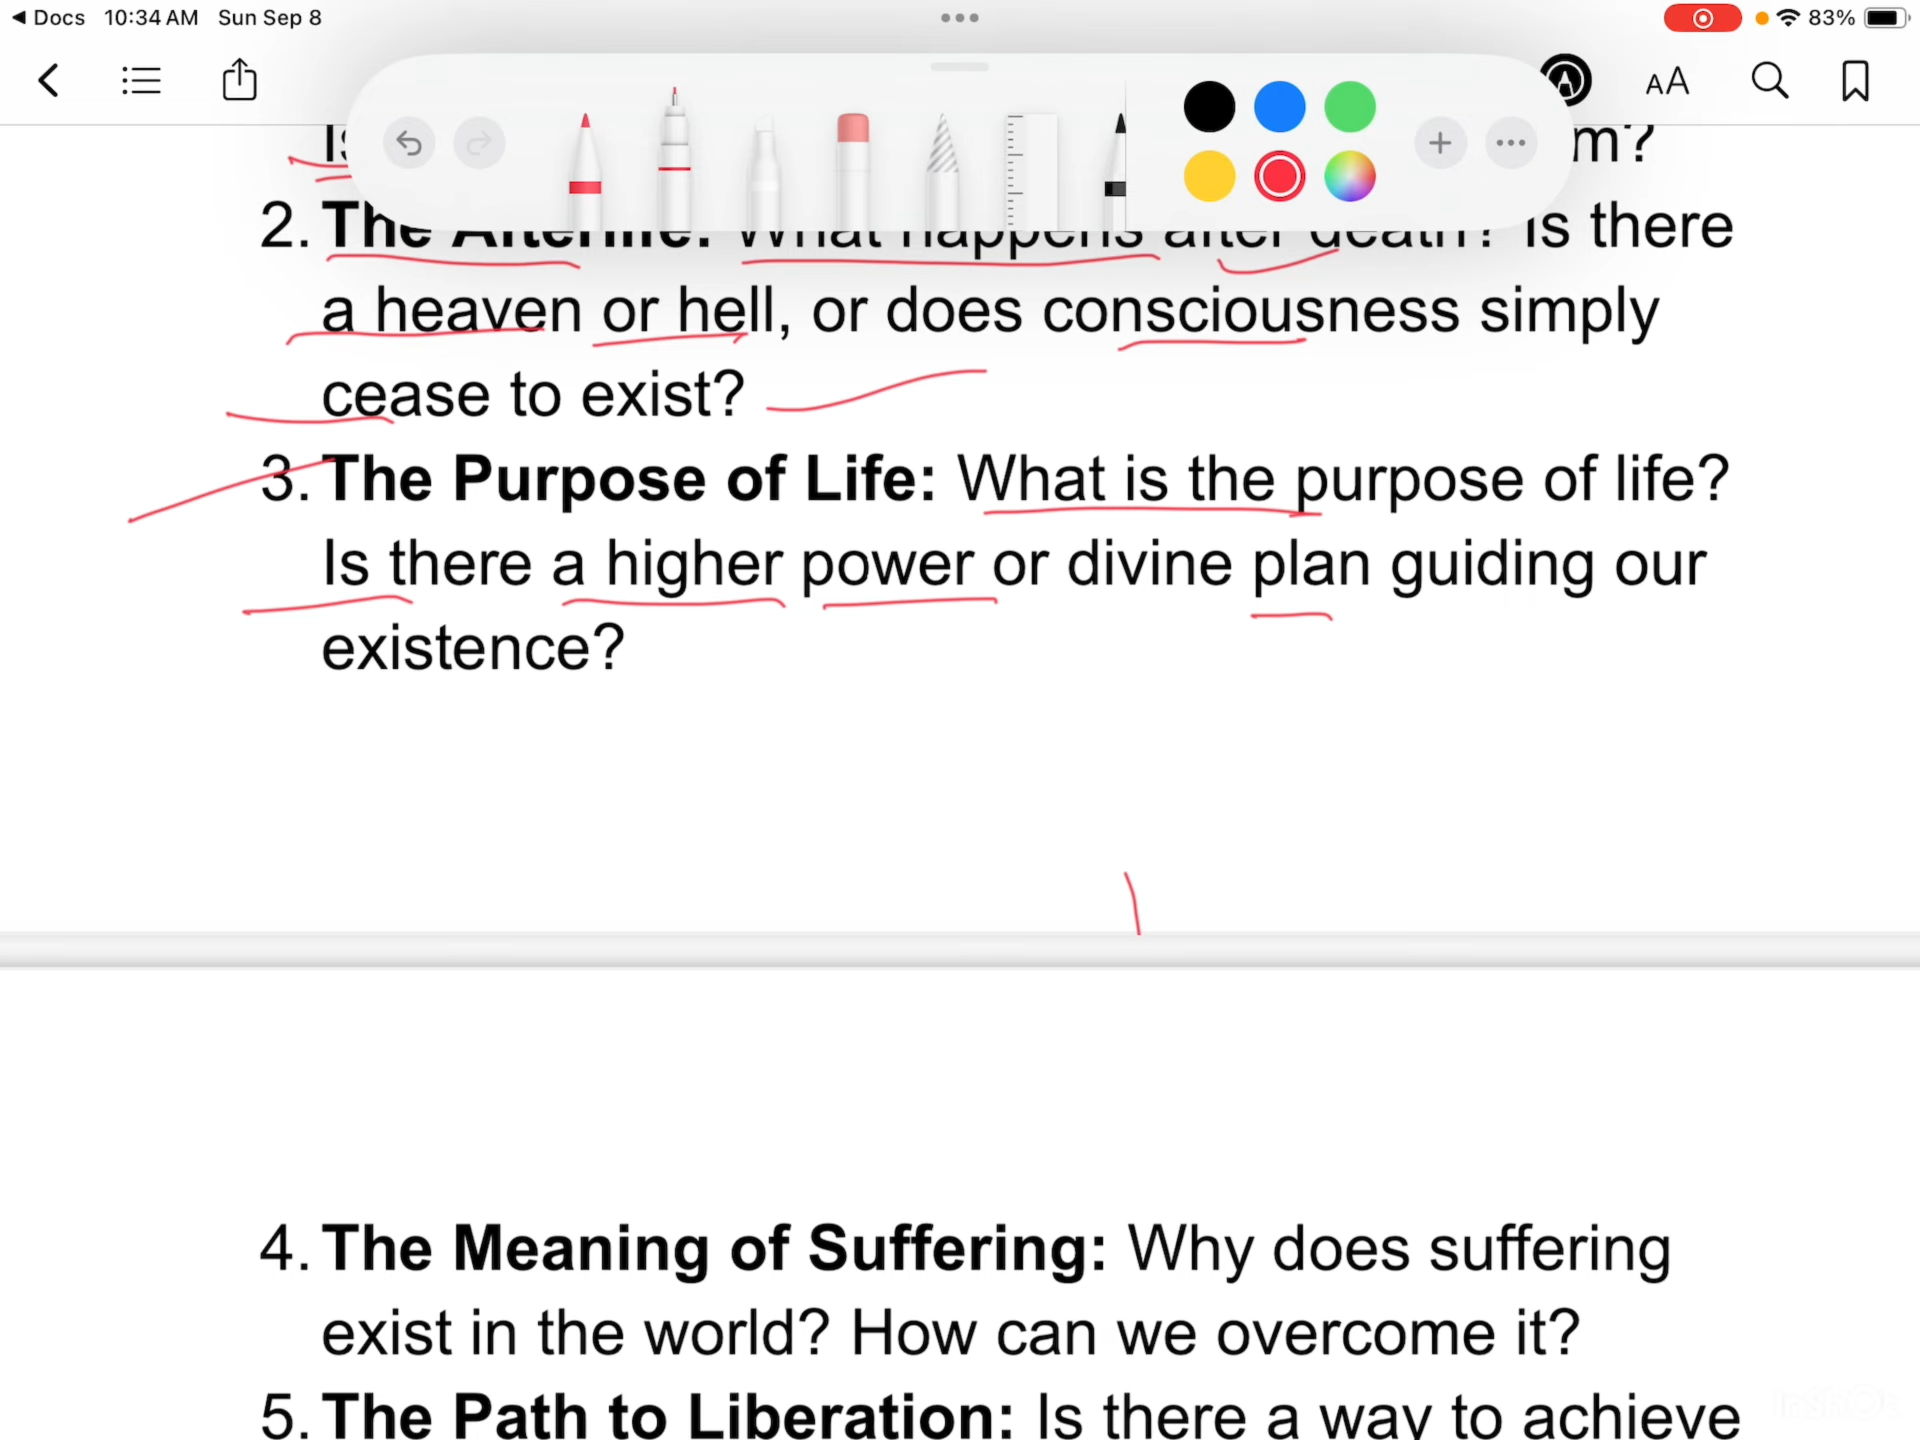 Docs 10:34 AM Sun Sep 8
83%
AA
m?
2. The Afterlife: What happens after death? Is there
a heaven or hell, or does consciousness simply
cease to exist?
3. The Purpose of Life: What is the purpose of life?
Is there a higher power or divine plan guiding our
existence?
4. The Meaning of Suffering: Why does suffering
exist in the world? How can we overcome it?
5. The Path to Liberation: Is there a way to achieve